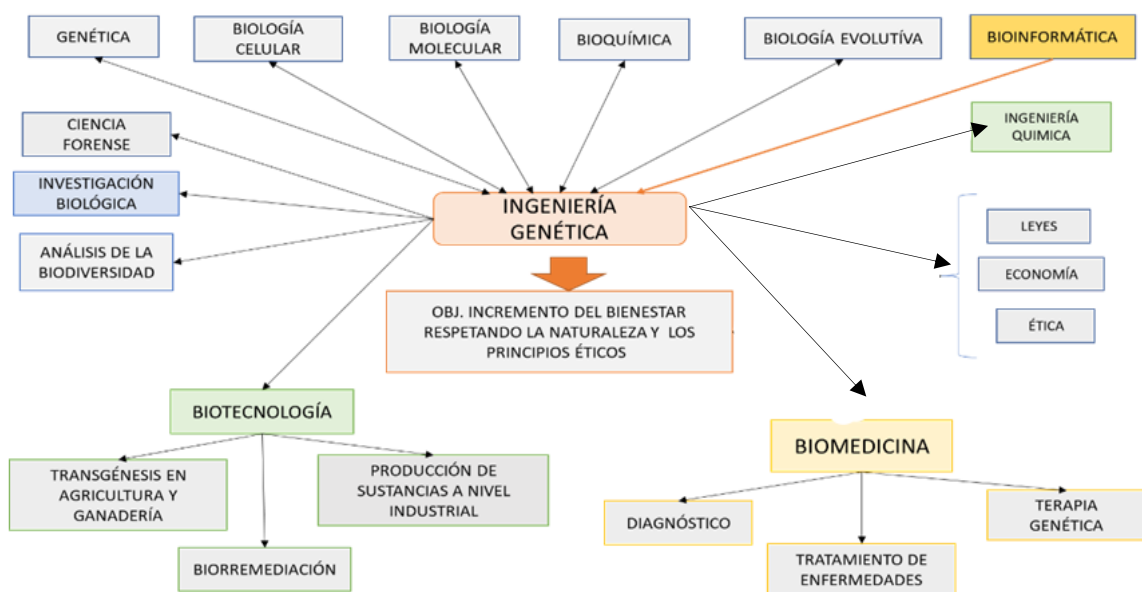 GENÉTICA
BIOLOGÍA
CELULAR
BIOLOGÍA
MOLECULAR
BIOQUÍMICA
BIOLOGÍA EVOLUTÍVA
BIOINFORMÁTICA
CIENCIA
FORENSE
INGENIERÍA
QUIMICA
INVESTIGACIÓN
BIOLÓGICA
INGENIERÍA
GENÉTICA
ANÁLISIS DE LA
BIODIVERSIDAD
LEYES
ECONOMÍA
ÉTICA
OBJ. INCREMENTO DEL BIENESTAR
RESPETANDO LA NATURALEZA Y LOS
PRINCIPIOS ÉTICOS
BIOTECNOLOGÍA
TRANSGÉNESIS EN
AGRICULTURA Y
GANADERÍA
PRODUCCIÓN DE
SUSTANCIAS A NIVEL
INDUSTRIAL
BIORREMEDIACIÓN
BIOMEDICINA
DIAGNÓSTICO
TERAPIA
GENÉTICA
TRATAMIENTO DE
ENFERMEDADES